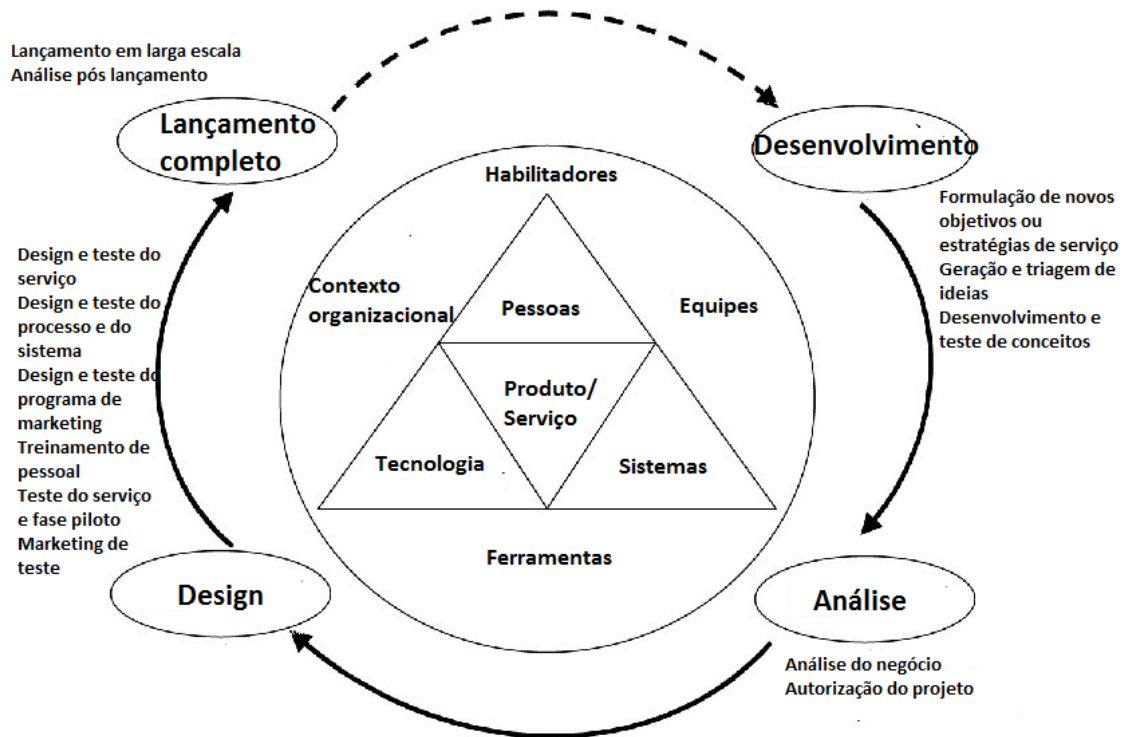 Lançamento em larga escala
Análise pós lançamento
Lançamento
completo
Desenvolvimento
Formulação de novos
objetivos ou
estratégias de serviço
Geração e triagem de
ideias
Desenvolvimento e
teste de conceitos
Habilitadores
Contexto
organizacional
Equipes
Pessoas
Produto/
Serviço
Tecnologia
Sistemas
Ferramentas
Design e teste do
serviço
Design e teste do
processo e do
sistema
Design e teste do
programa de
marketing
Treinamento de
pessoal
Teste do serviço
e fase piloto
Marketing de
teste
Design
Análise
Análise do negócio
Autorização do projeto